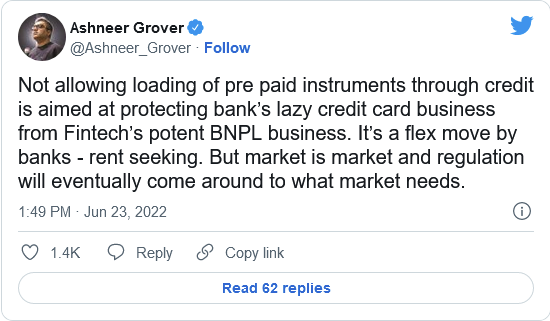 Ashneer Grover
@Ashneer_Grover · Follow
Not allowing loading of pre paid instruments through credit
is aimed at protecting bank's lazy credit card business
from Fintech's potent BNPL business. It's a flex move by
banks - rent seeking. But market is market and regulation
will eventually come around to what market needs.
1:49 PM · Jun 23, 2022
1.4K Reply Copy link
Read 62 replies